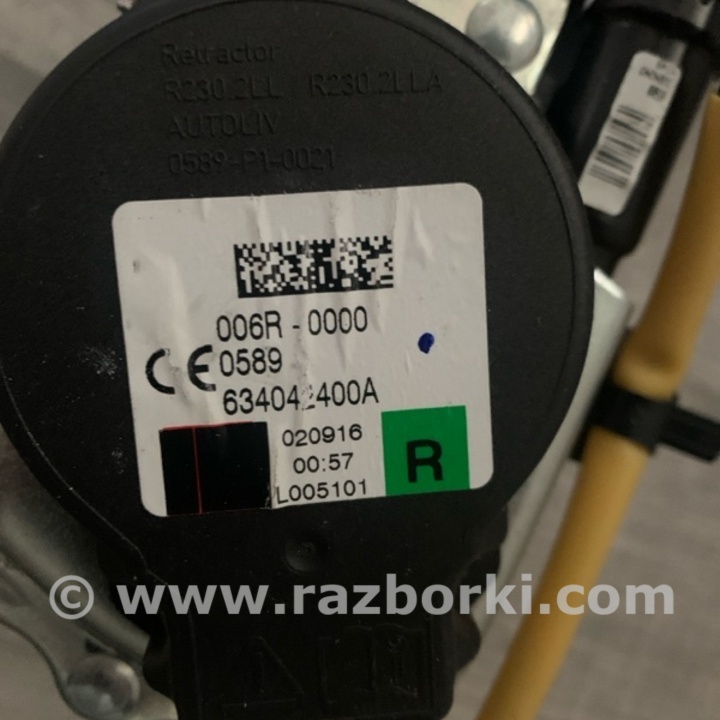 Retractor
R230.2LL R230.2LLA
AUTOLIV
0589-P1-0021
006R - 0000
CE 0589
634042400A
020916
00:57
L005101
R
© www.razborki.com